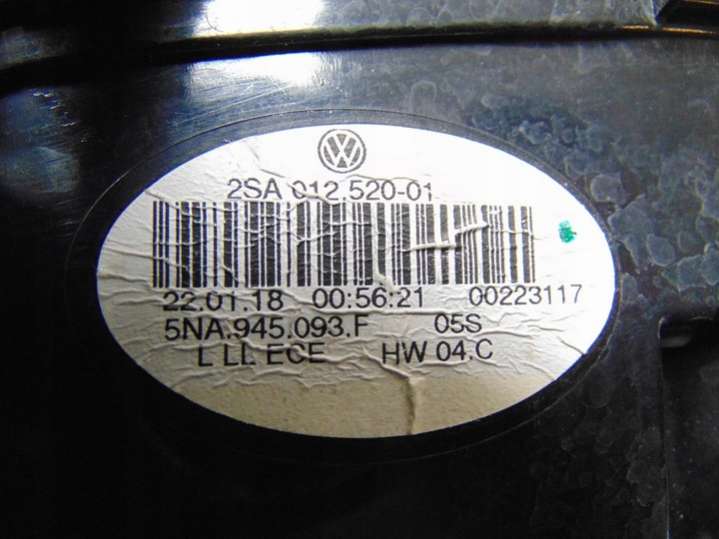 VW
2SA 012.520-01
22.01.18 00:56:21 00223117
5NA.945.093.F 05S
L LL ECE HW 04.C